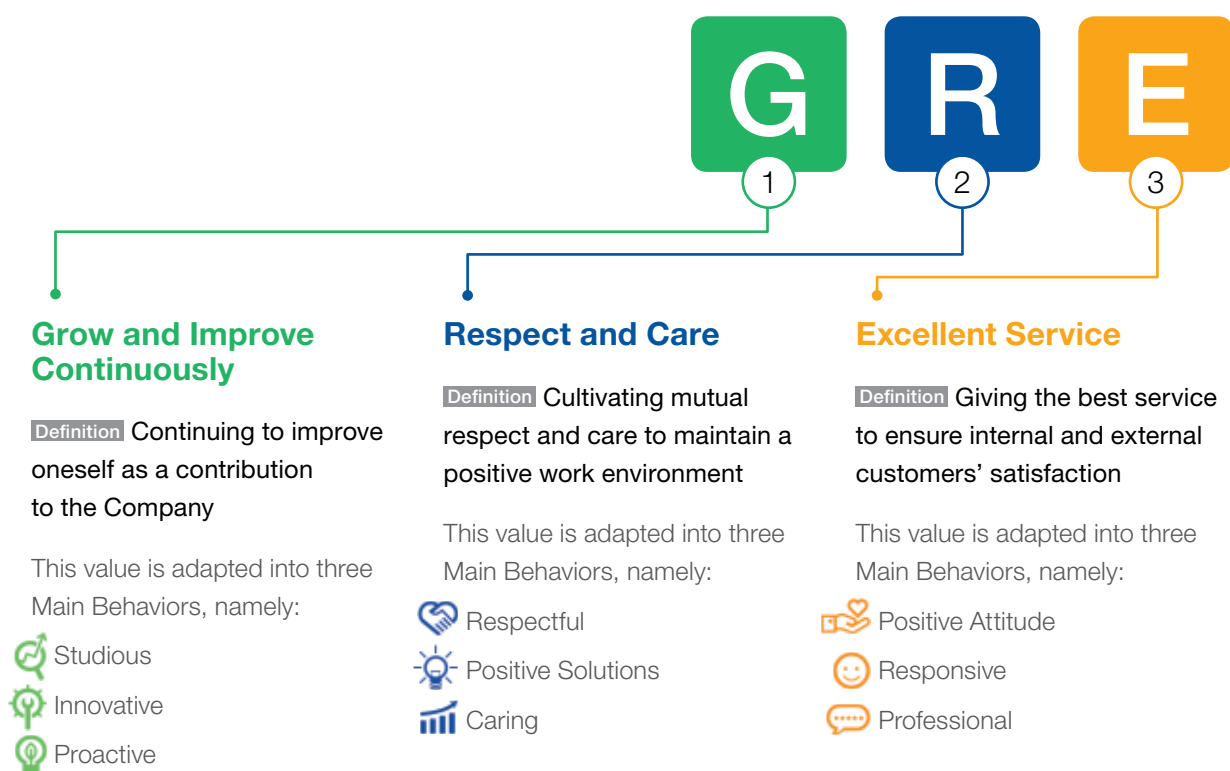 G R E
1 2 3
Grow and Improve
Continuously
Definition Continuing to improve
oneself as a contribution
to the Company
This value is adapted into three
Main Behaviors, namely:
Studious
Innovative
Proactive
Respect and Care
Definition Cultivating mutual
respect and care to maintain a
positive work environment
This value is adapted into three
Main Behaviors, namely:
Respectful
Positive Solutions
Caring
Excellent Service
Definition Giving the best service
to ensure internal and external
customers’ satisfaction
This value is adapted into three
Main Behaviors, namely:
Positive Attitude
Responsive
Professional